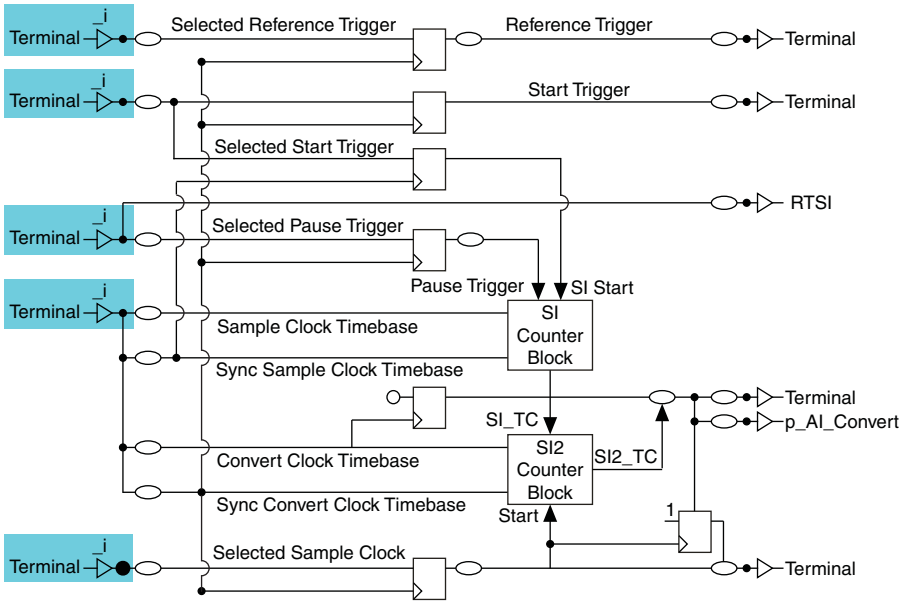 _i
Terminal
Selected Reference Trigger
Reference Trigger
Terminal
_i
Terminal
Start Trigger
Terminal
Selected Start Trigger
_i
Terminal
Selected Pause Trigger
RTSI
Pause Trigger
SI Start
_i
Terminal
Sample Clock Timebase
SI
Counter
Block
Sync Sample Clock Timebase
Terminal
p_AI_Convert
SI_TC
Convert Clock Timebase
SI2
Counter
Block
SI2_TC
Sync Convert Clock Timebase
Start
1
_i
Terminal
Selected Sample Clock
Terminal